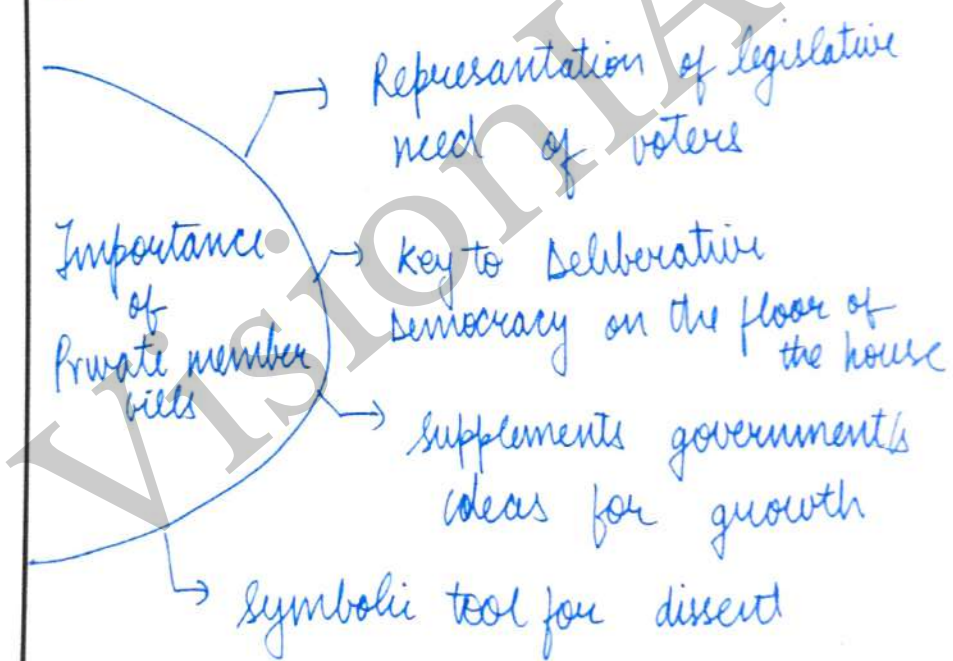 Represantation of legislative
need of voters
Importance
of
Private member
bills
Key to Deliberative
Democracy on the floor of
the house
Supplements government's
ideas for growth
Symbolic tool for dissent
VisionIA